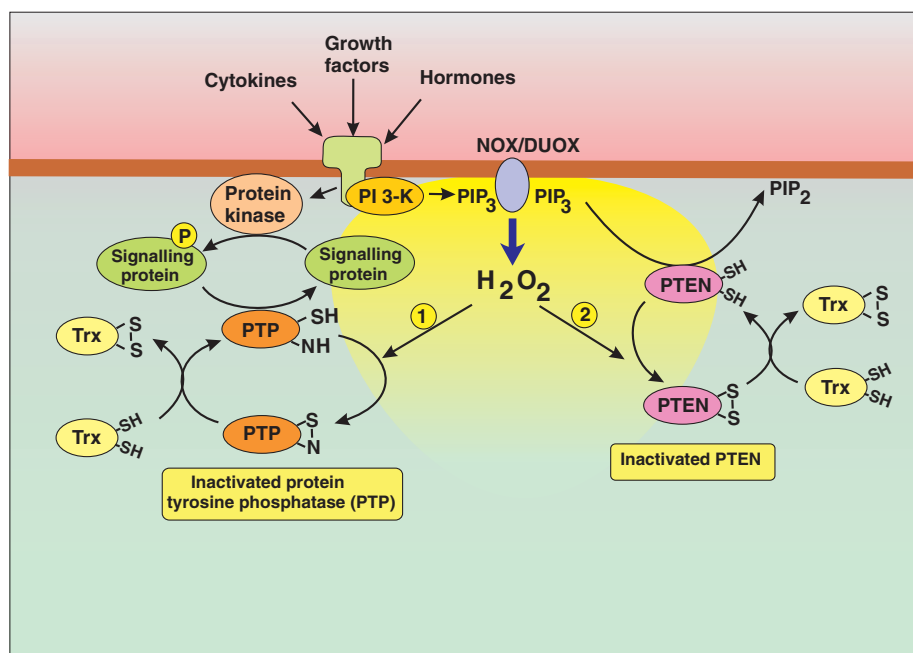 Growth
factors
Cytokines
Hormones
NOX/DUOX
Protein
kinase
PI 3-K
PIP3
PIP3
PIP2
P
Signalling
protein
Signalling
protein
H2O2
PTEN
SH
SH
Trx
S
S
Trx
S
S
PTP
SH
NH
1
2
Trx
SH
SH
PTP
S
N
PTEN
S
S
Trx
SH
SH
Inactivated PTEN
Inactivated protein
tyrosine phosphatase (PTP)